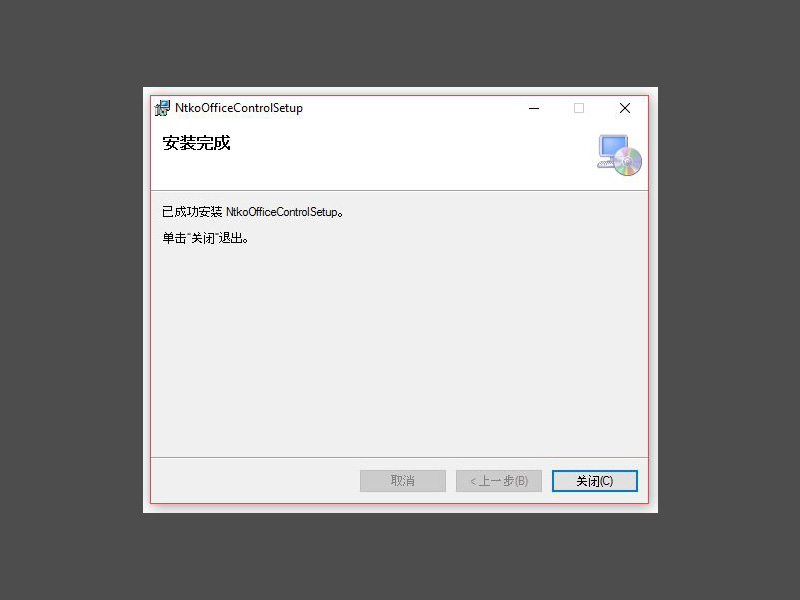 NtkoOfficeControlSetup
安装完成
已成功安装 NtkoOfficeControlSetup。
单击"关闭"退出。
取消
< 上一步(B)
关闭(C)